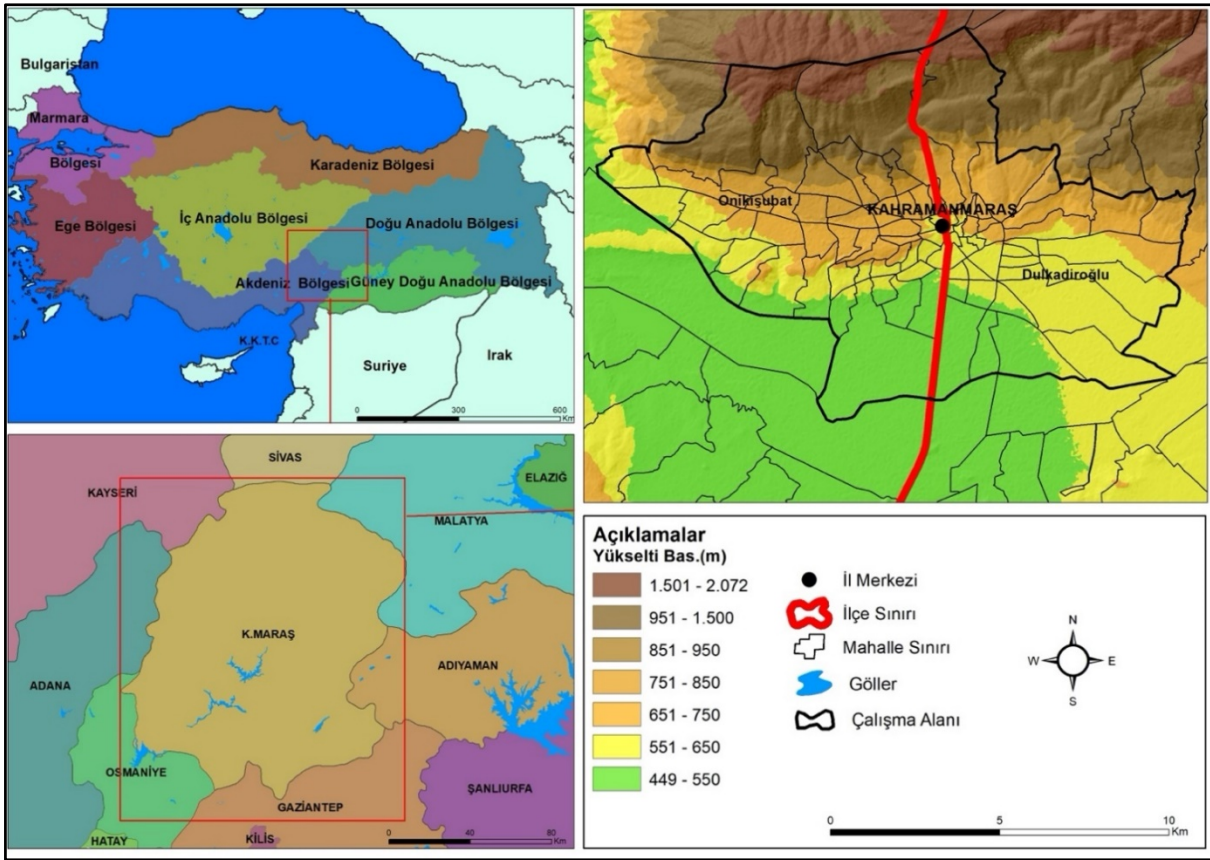 Bulgaristan
Marmara
Bölgesi
Karadeniz Bölgesi
Ege Bölgesi
İç Anadolu Bölgesi
Doğu Anadolu Bölgesi
Akdeniz Bölgesi
Güney Doğu Anadolu Bölgesi
K.K.T.C
Suriye
Irak
0 300 600
Km
Onikişubat
KAHRAMANMARAŞ
Dulkadiroğlu
SİVAS
KAYSERİ
ELAZIĞ
MALATYA
K.MARAŞ
ADANA
ADIYAMAN
OSMANİYE
ŞANLIURFA
GAZİANTEP
HATAY
KİLİS
0 40 80
Km
Açıklamalar
Yükselti Bas.(m)
1.501 - 2.072
951 - 1.500
851 - 950
751 - 850
651 - 750
551 - 650
449 - 550
İl Merkezi
İlçe Sınırı
Mahalle Sınırı
Göller
Çalışma Alanı
N
W E
S
0 5 10
Km